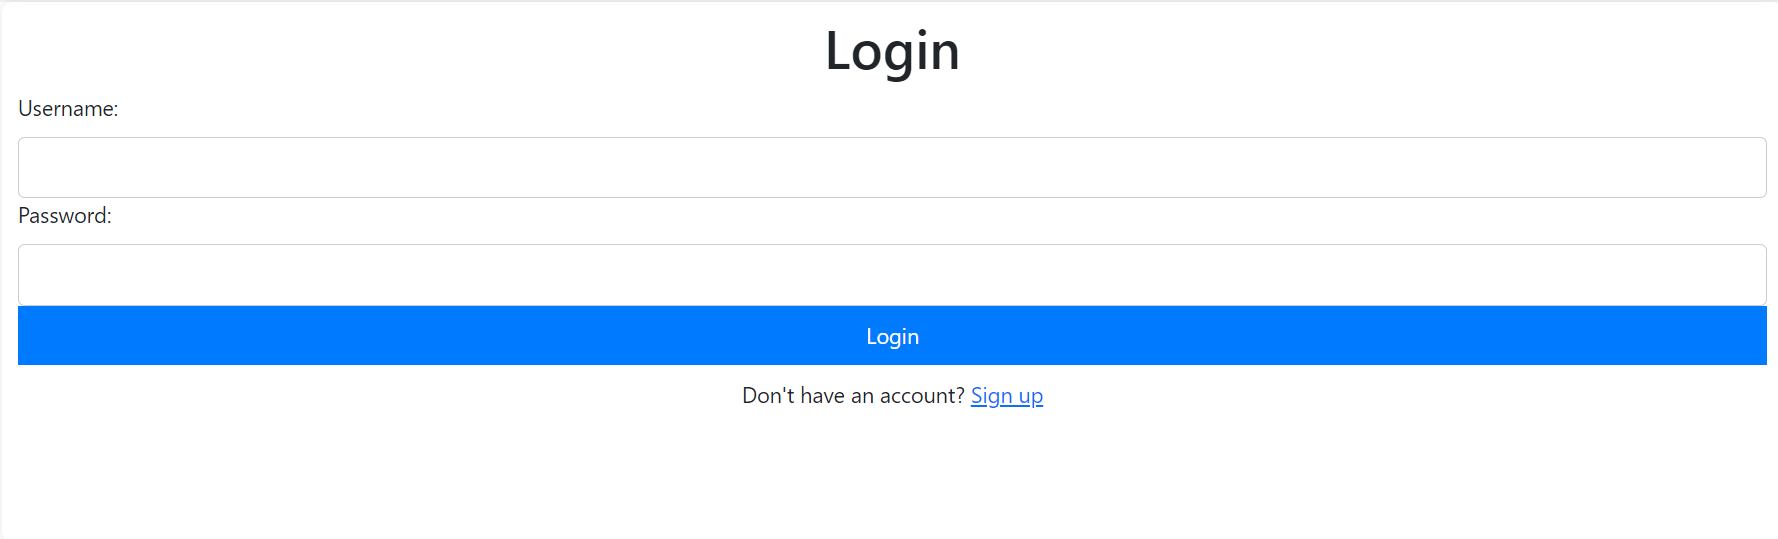 Login
Username:
Password:
Login
Don't have an account? Sign up